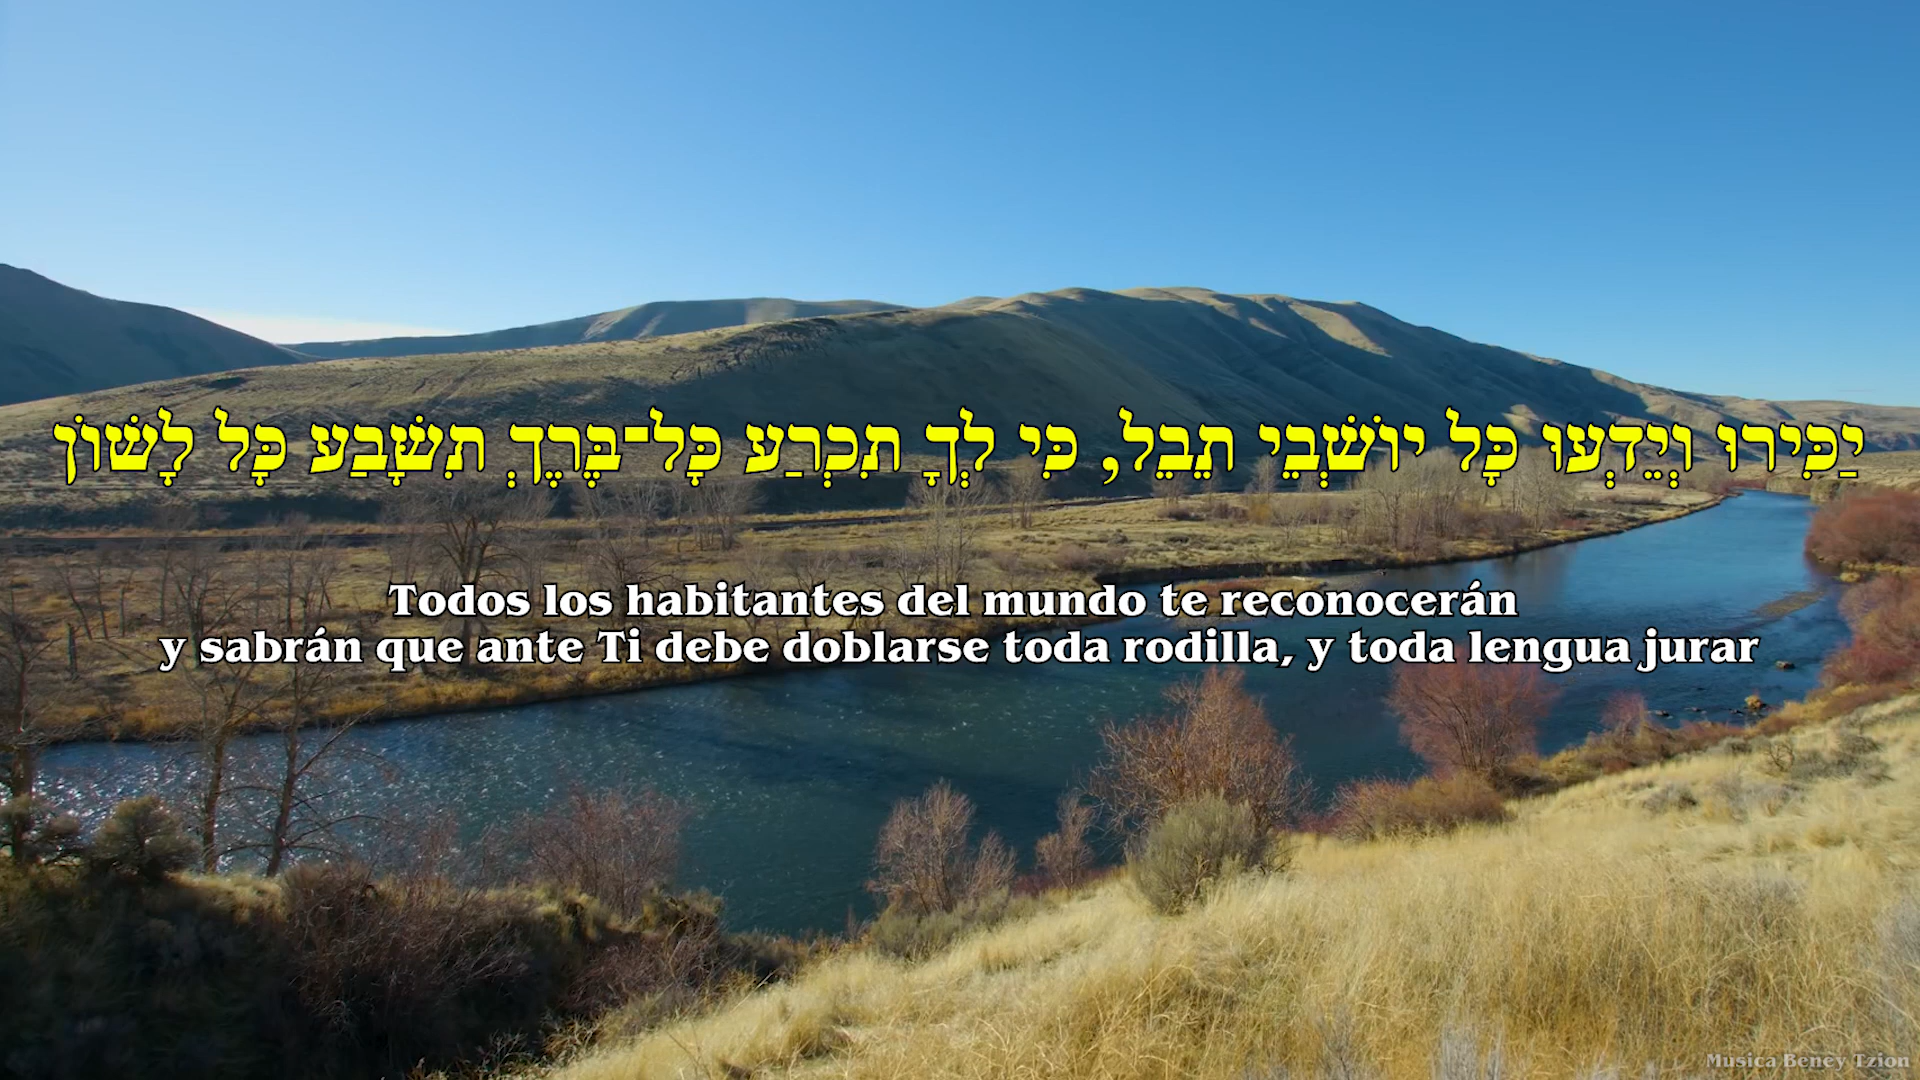 יַכִּירוּ וְיֵדְעוּ כָּל יוֹשְׁבֵי תֵבֵל, כִּי לְךָ תִכְרַע כָּל־בֶּרֶךְ תִשָּׁבַע כָּל לָשׁוֹן
Todos los habitantes del mundo te reconocerán
y sabrán que ante Ti debe doblarse toda rodilla, y toda lengua jurar
Musica Beney Tzion